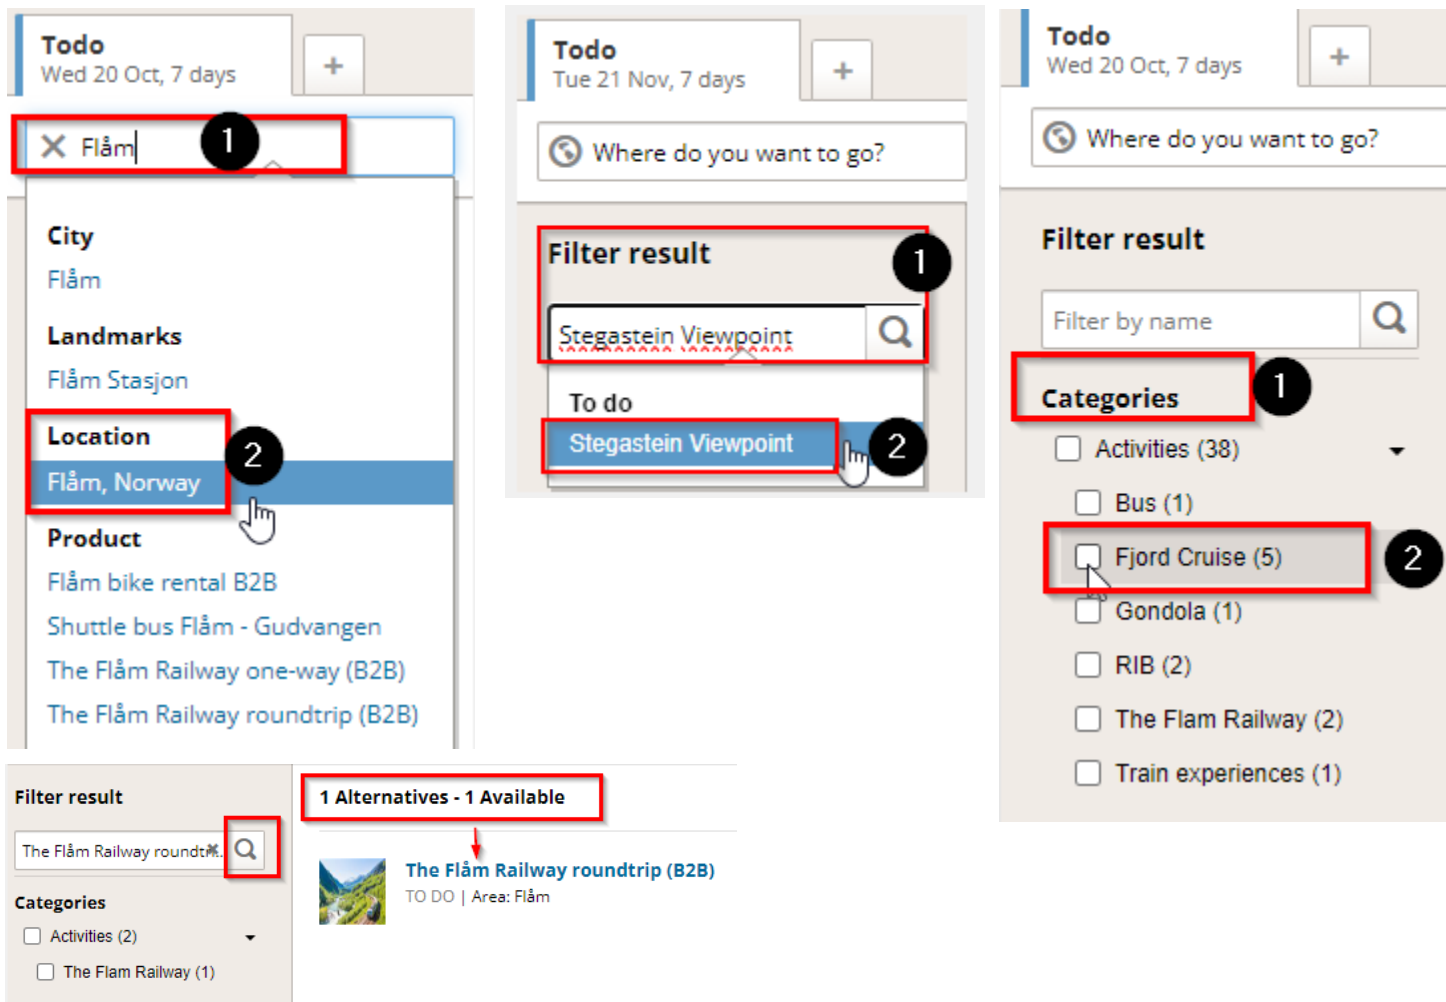 Todo
Wed 20 Oct, 7 days
+
Flåm
1
City
Flåm
Landmarks
Flåm Stasjon
Location
2
Flåm, Norway
Product
Flåm bike rental B2B
Shuttle bus Flåm - Gudvangen
The Flåm Railway one-way (B2B)
The Flåm Railway roundtrip (B2B)
Todo
Tue 21 Nov, 7 days
+
Where do you want to go?
Filter result
1
Stegastein Viewpoint
To do
Stegastein Viewpoint
2
Todo
Wed 20 Oct, 7 days
+
Where do you want to go?
Filter result
Filter by name
Categories
1
Activities (38)
Bus (1)
Fjord Cruise (5)
2
Gondola (1)
RIB (2)
The Flam Railway (2)
Train experiences (1)
Filter result
The Flåm Railway roundtri...
Categories
Activities (2)
The Flam Railway (1)
1 Alternatives - 1 Available
The Flåm Railway roundtrip (B2B)
TO DO | Area: Flåm